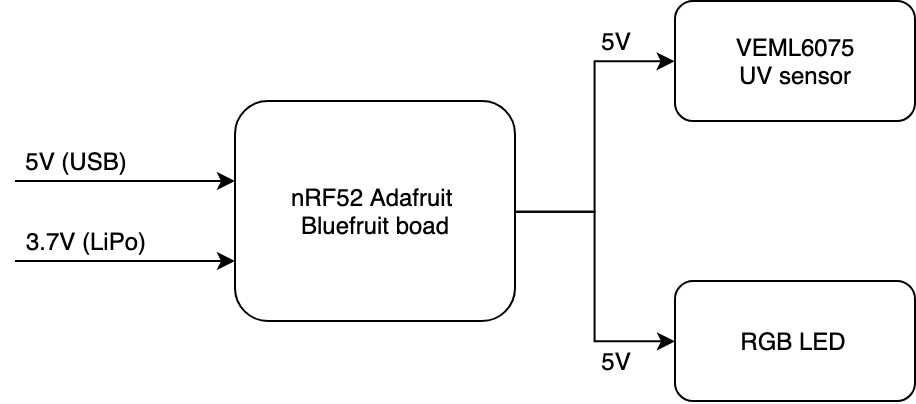 5V (USB)
3.7V (LiPo)
nRF52 Adafruit
Bluefruit boad
5V
VEML6075
UV sensor
5V
RGB LED